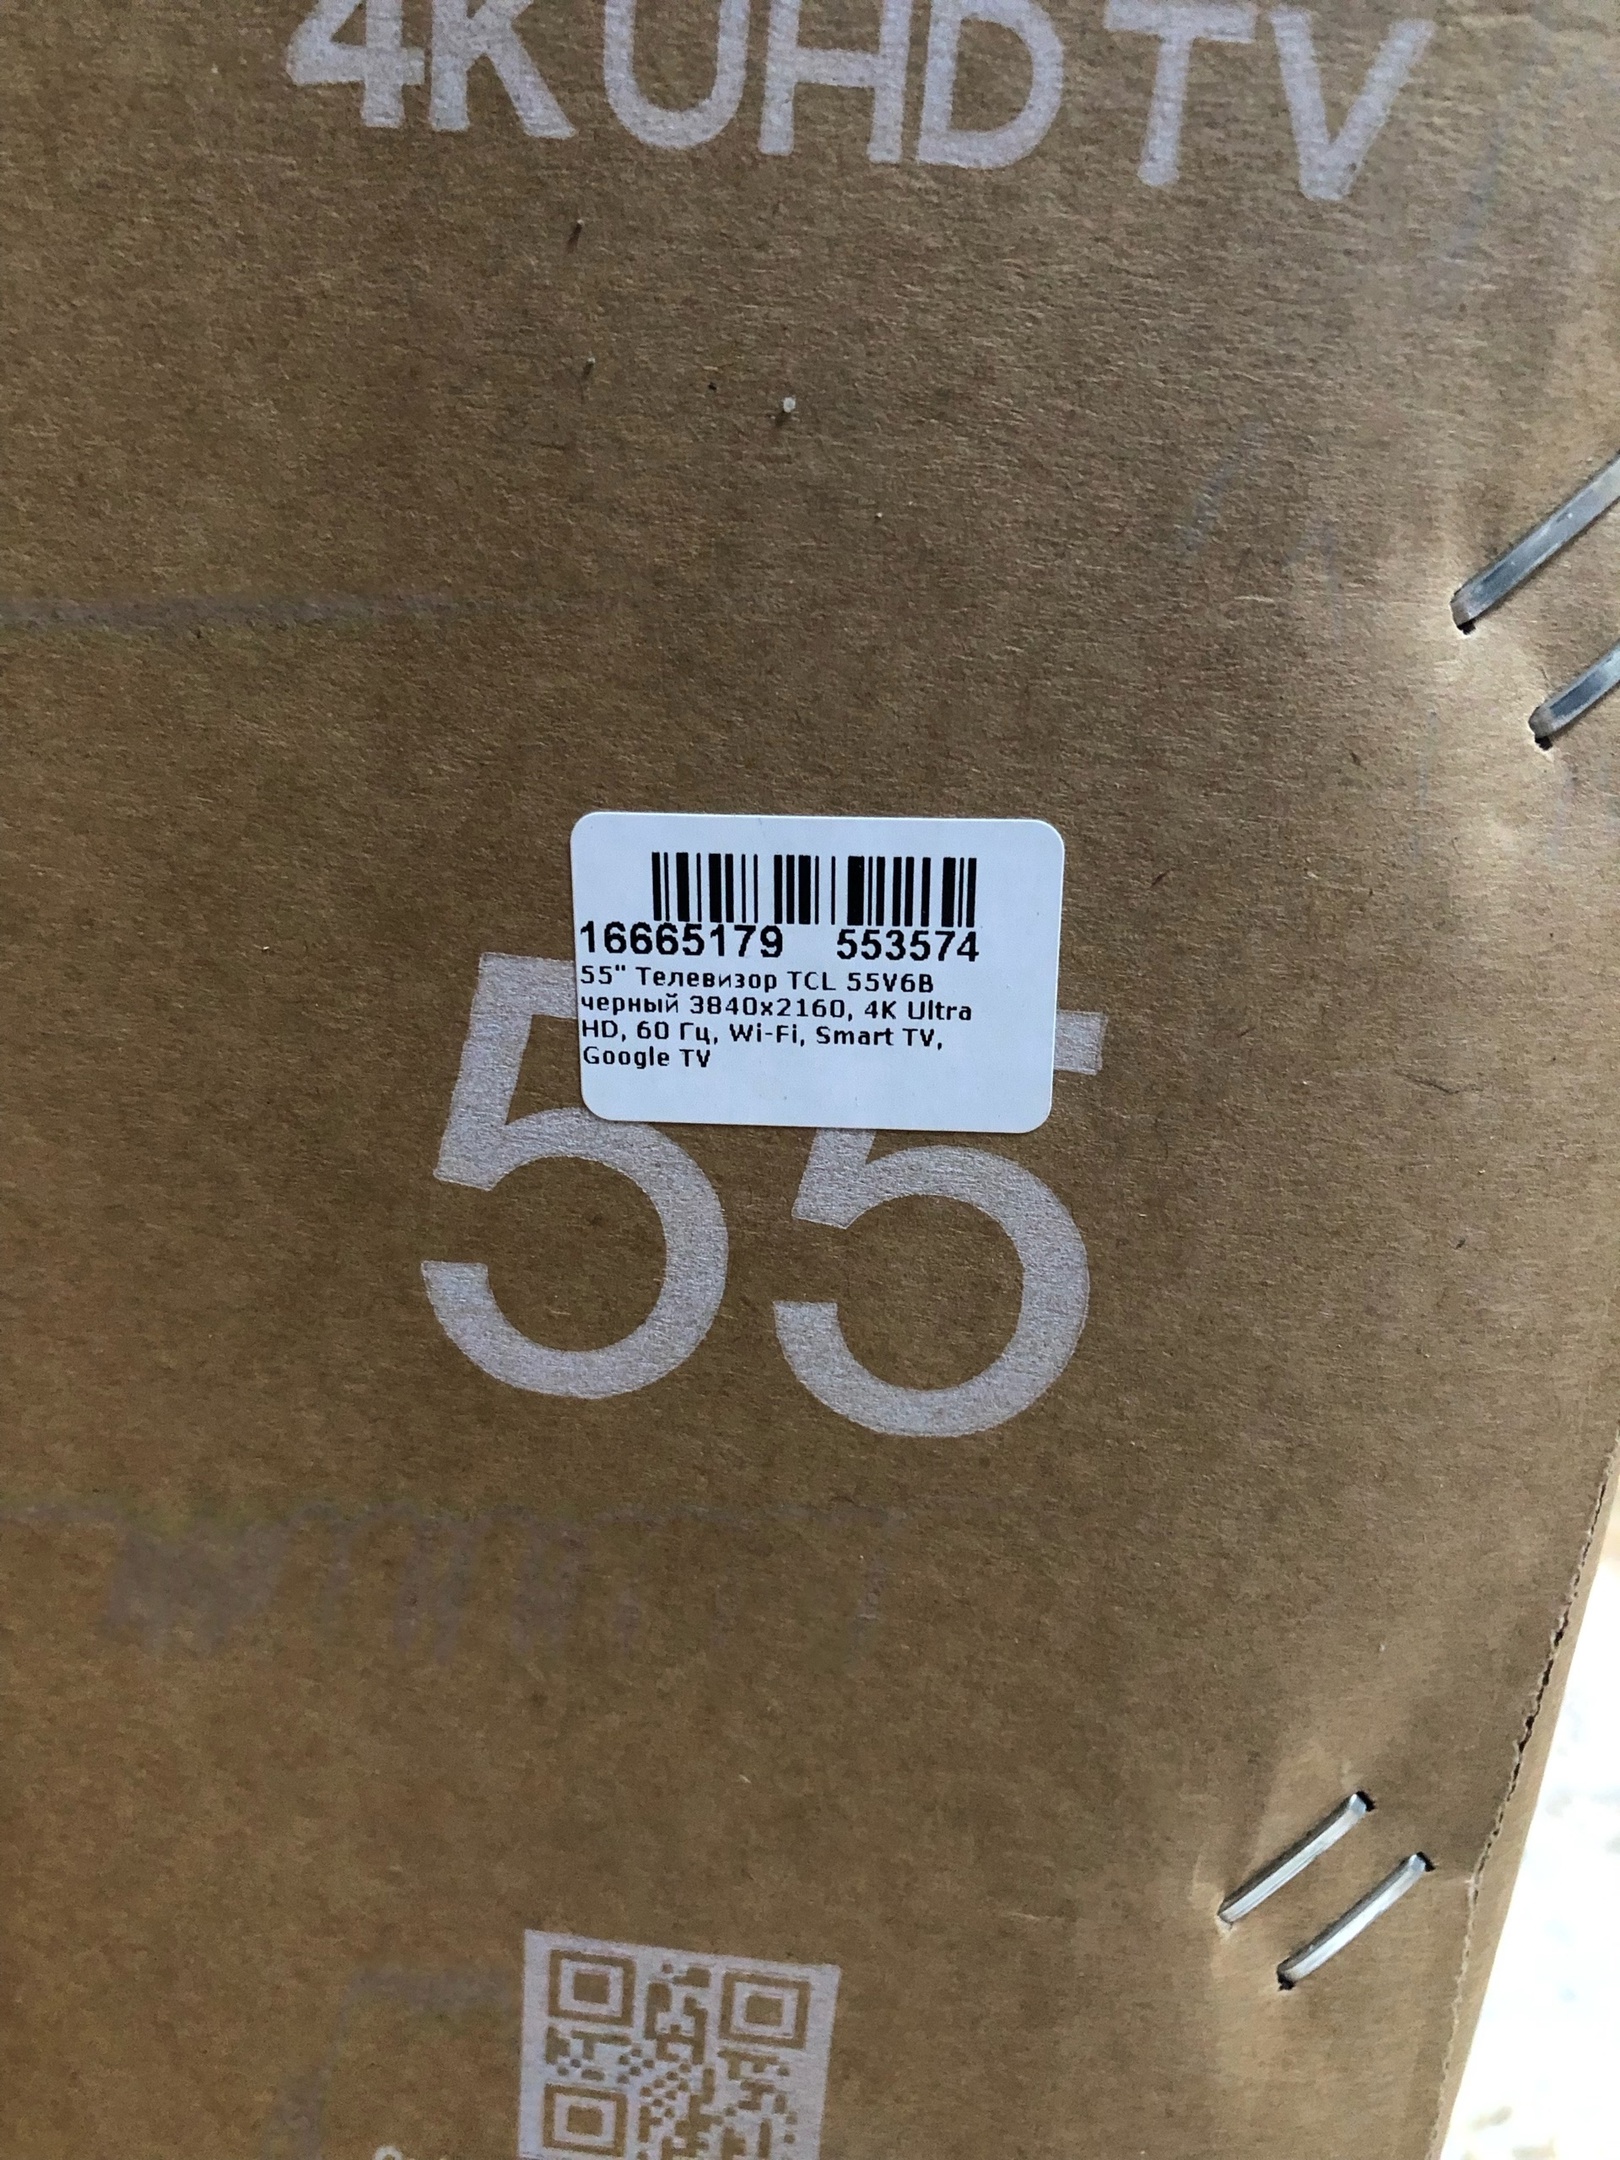 4K UHD TV
16665179 553574
55" Телевизор TCL 55V6B
черный 3840x2160, 4K Ultra
HD, 60 Гц, Wi-Fi, Smart TV,
Google TV
55